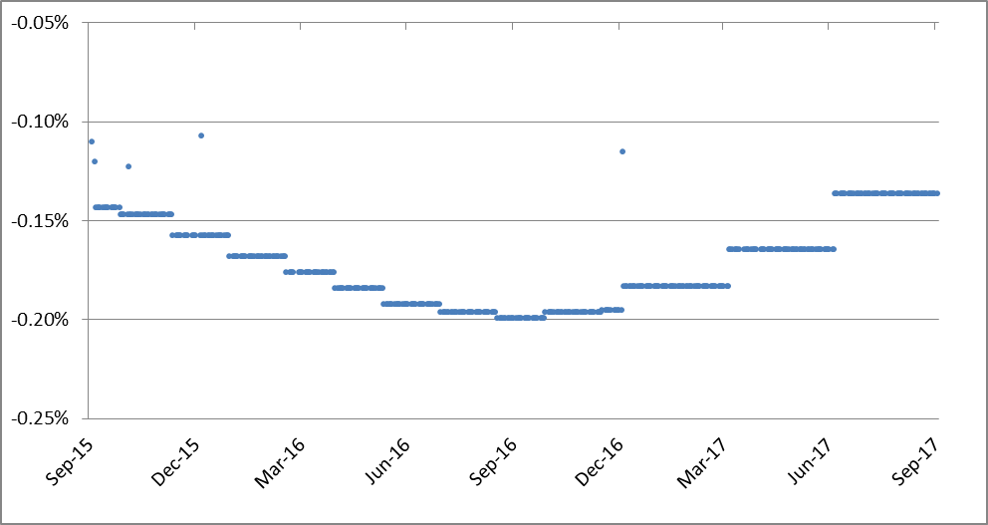 -0.05%
-0.10%
-0.15%
-0.20%
-0.25%
Sep-15
Dec-15
Mar-16
Jun-16
Sep-16
Dec-16
Mar-17
Jun-17
Sep-17